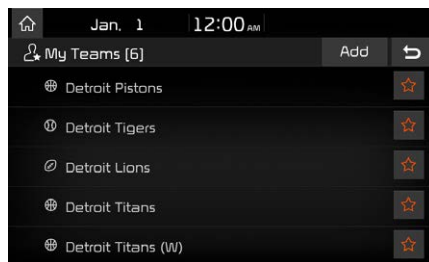 Jan. 1 12:00 AM
My Teams [6] Add
Detroit Pistons
Detroit Tigers
Detroit Lions
Detroit Titans
Detroit Titans (W)